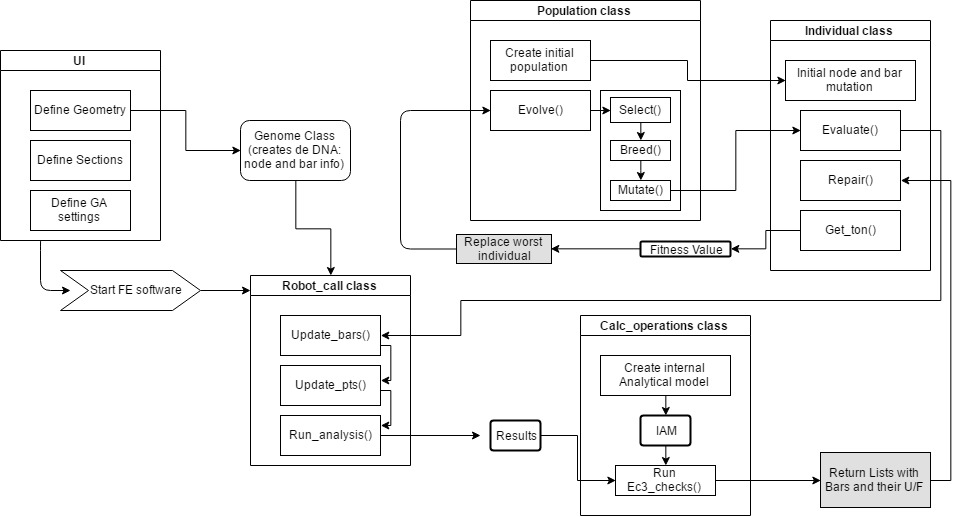 Population class
Create initial
population
Evolve()
Select()
Breed()
Mutate()
Individual class
Initial node and bar
mutation
Evaluate()
Repair()
Get_ton()
UI
Define Geometry
Define Sections
Define GA
settings
Genome Class
(creates de DNA:
node and bar info)
Replace worst
individual
Fitness Value
Start FE software
Robot_call class
Update_bars()
Update_pts()
Run_analysis()
Results
Calc_operations class
Create internal
Analytical model
IAM
Run
Ec3_checks()
Return Lists with
Bars and their U/F